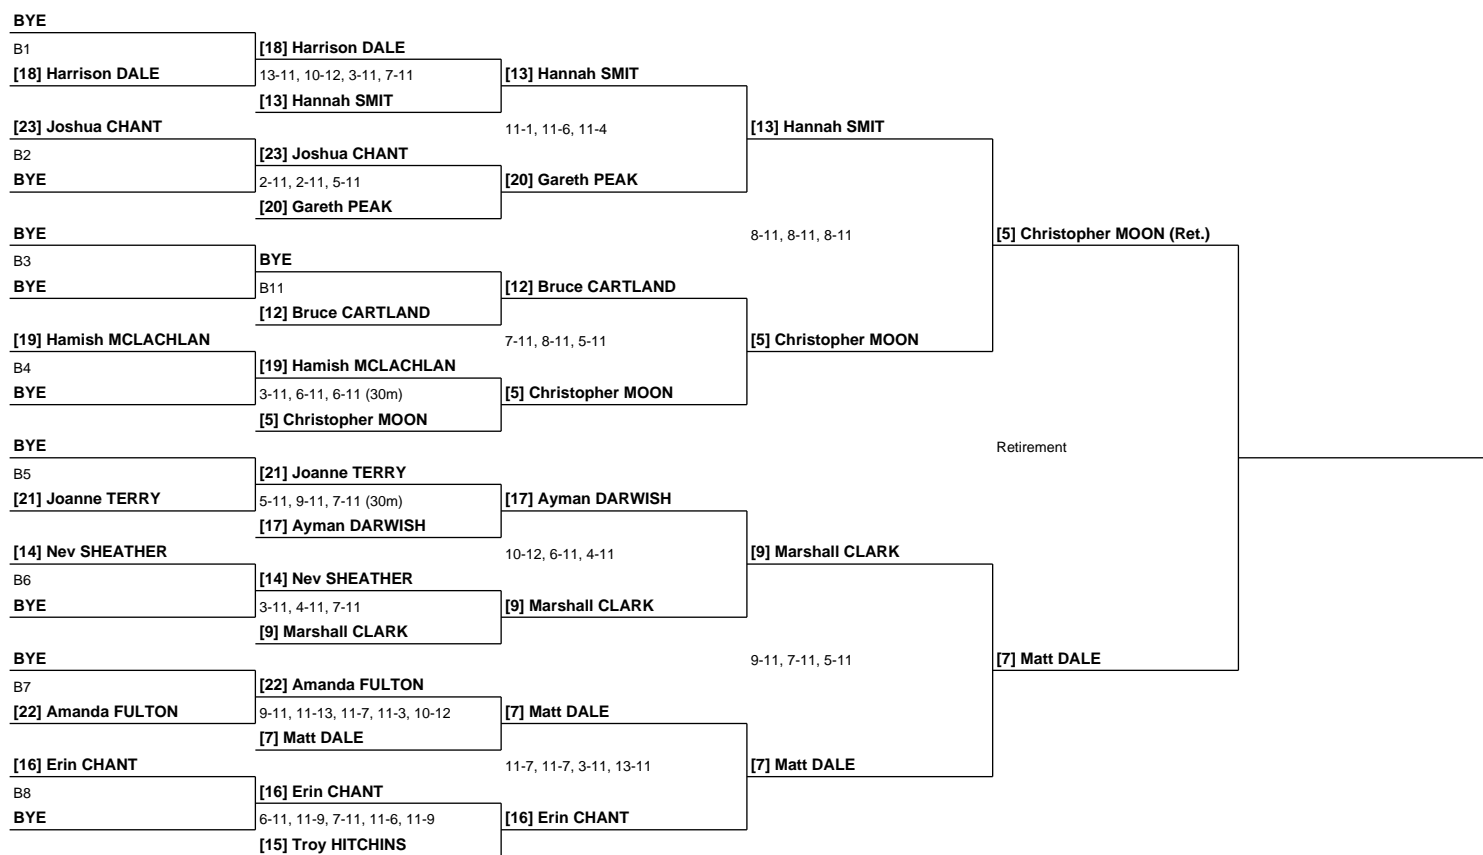 BYE
B1
[18] Harrison DALE
[18] Harrison DALE
13-11, 10-12, 3-11, 7-11
[13] Hannah SMIT
[13] Hannah SMIT
11-1, 11-6, 11-4
[13] Hannah SMIT
[23] Joshua CHANT
B2
BYE
[23] Joshua CHANT
2-11, 2-11, 5-11
[20] Gareth PEAK
[20] Gareth PEAK
8-11, 8-11, 8-11
[5] Christopher MOON (Ret.)
BYE
B3
BYE
BYE
B11
[12] Bruce CARTLAND
[12] Bruce CARTLAND
7-11, 8-11, 5-11
[5] Christopher MOON
[19] Hamish MCLACHLAN
B4
BYE
[19] Hamish MCLACHLAN
3-11, 6-11, 6-11 (30m)
[5] Christopher MOON
[5] Christopher MOON
Retirement
BYE
B5
[21] Joanne TERRY
[21] Joanne TERRY
5-11, 9-11, 7-11 (30m)
[17] Ayman DARWISH
[17] Ayman DARWISH
10-12, 6-11, 4-11
[9] Marshall CLARK
[14] Nev SHEATHER
B6
BYE
[14] Nev SHEATHER
3-11, 4-11, 7-11
[9] Marshall CLARK
[9] Marshall CLARK
9-11, 7-11, 5-11
[7] Matt DALE
BYE
B7
[22] Amanda FULTON
[22] Amanda FULTON
9-11, 11-13, 11-7, 11-3, 10-12
[7] Matt DALE
[7] Matt DALE
11-7, 11-7, 3-11, 13-11
[7] Matt DALE
[16] Erin CHANT
B8
BYE
[16] Erin CHANT
6-11, 11-9, 7-11, 11-6, 11-9
[15] Troy HITCHINS
[16] Erin CHANT